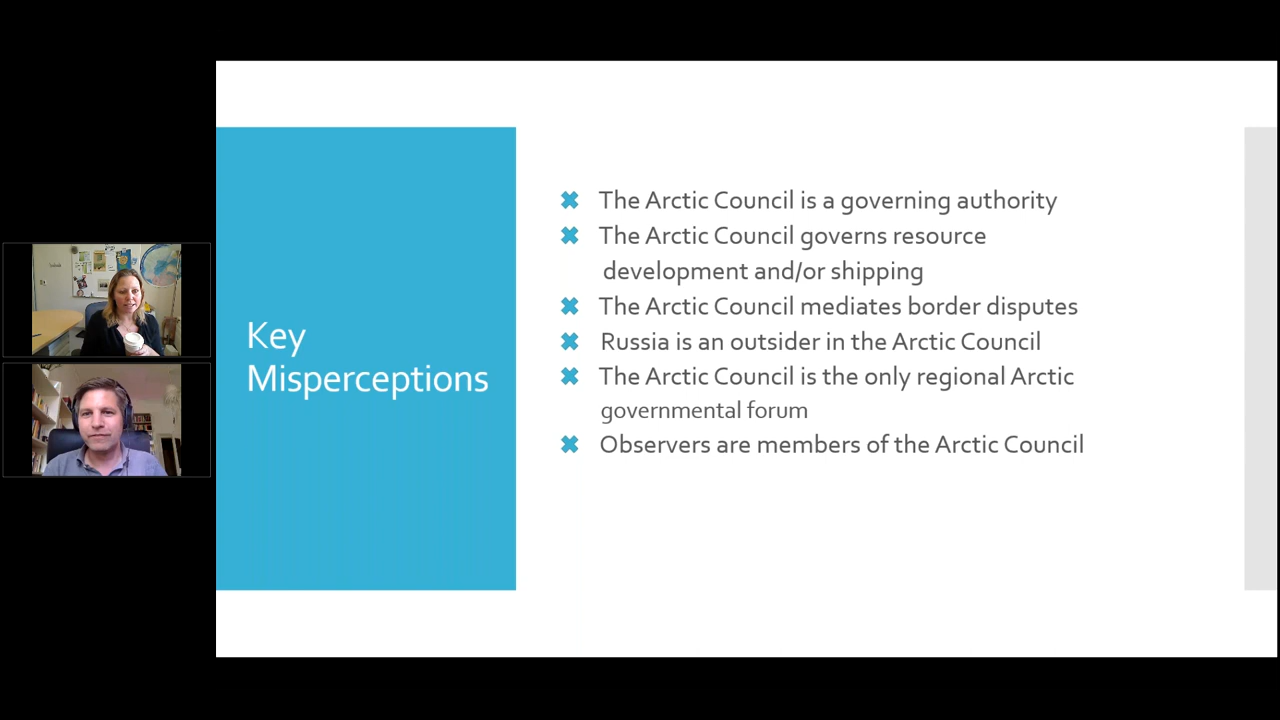 Key
Misperceptions
The Arctic Council is a governing authority
The Arctic Council governs resource
development and/or shipping
The Arctic Council mediates border disputes
Russia is an outsider in the Arctic Council
The Arctic Council is the only regional Arctic
governmental forum
Observers are members of the Arctic Council